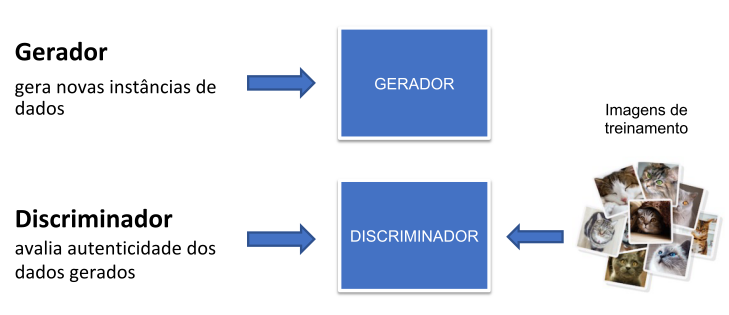 Gerador
gera novas instâncias de
dados
GERADOR
Imagens de
treinamento
Discriminador
avalia autenticidade dos
dados gerados
DISCRIMINADOR